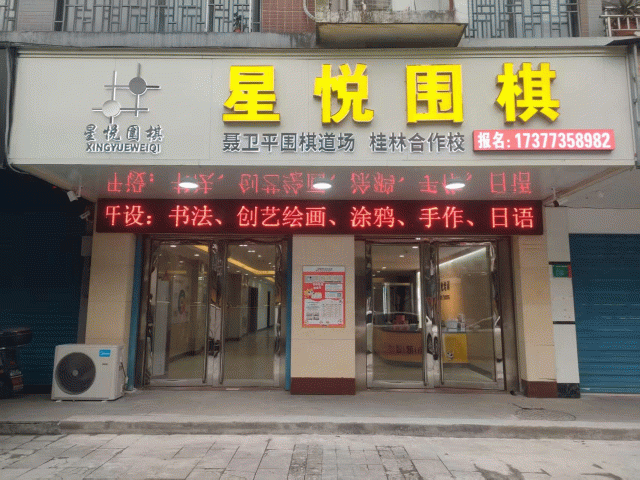 星悦围棋
星悦围棋
XINGYUEWEIQI
聂卫平围棋道场 桂林合作校
报名:17377358982
开设：书法、创艺绘画、涂鸦、手作、日语